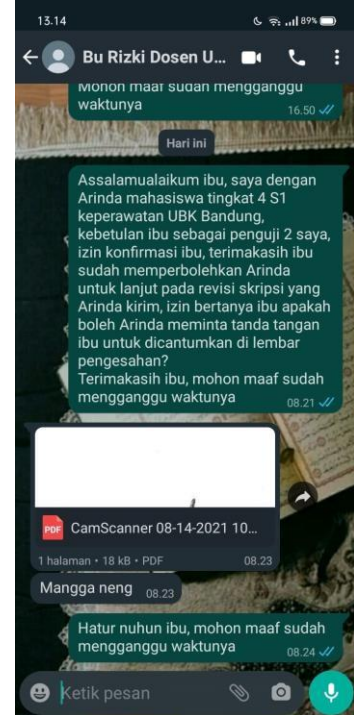 13.14
89%
Bu Rizki Dosen U...
Mohon maaf sudah mengganggu
waktunya
16.50
Hari ini
Assalamualaikum ibu, saya dengan
Arinda mahasiswa tingkat 4 S1
keperawatan UBK Bandung,
kebetulan ibu sebagai penguji 2 saya,
izin konfirmasi ibu, terimakasih ibu
sudah memperbolehkan Arinda
untuk lanjut pada revisi skripsi yang
Arinda kirim, izin bertanya ibu apakah
boleh Arinda meminta tanda tangan
ibu untuk dicantumkan di lembar
pengesahan?
Terimakasih ibu, mohon maaf sudah
mengganggu waktunya
08.21
PDF
CamScanner 08-14-2021 10...
1 halaman • 18 kB • PDF
08.23
Mangga neng
08.23
Hatur nuhun ibu, mohon maaf sudah
mengganggu waktunya
08.24
Ketik pesan